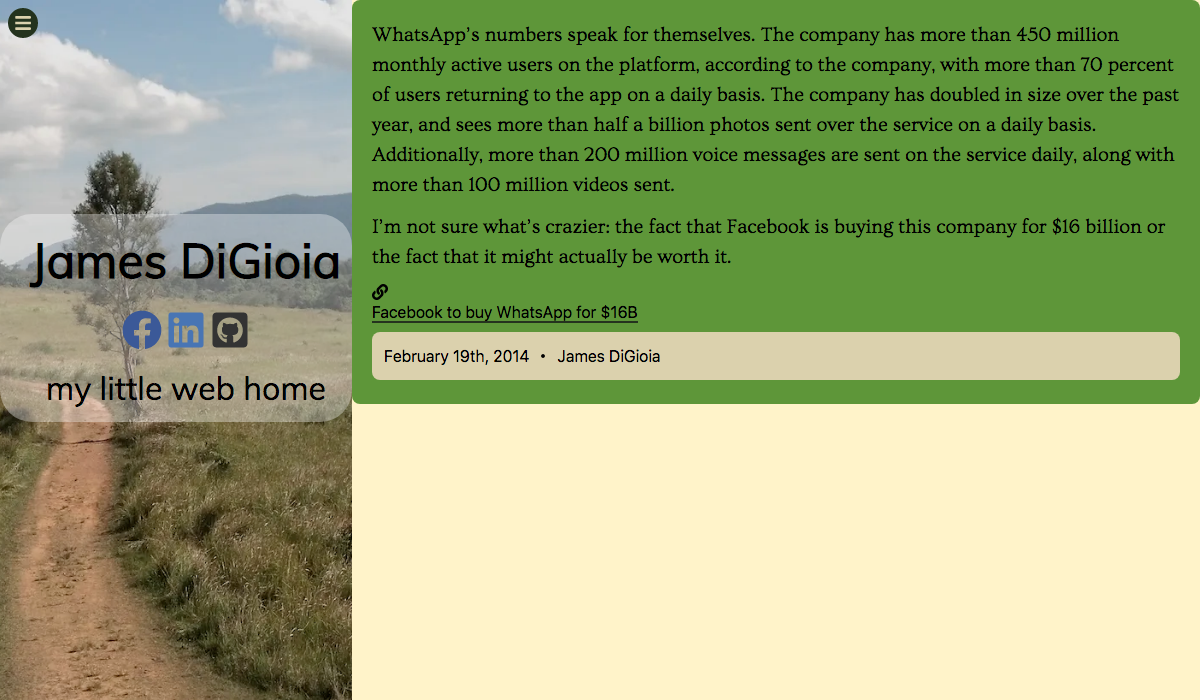 James DiGioia
my little web home
WhatsApp’s numbers speak for themselves. The company has more than 450 million
monthly active users on the platform, according to the company, with more than 70 percent
of users returning to the app on a daily basis. The company has doubled in size over the past
year, and sees more than half a billion photos sent over the service on a daily basis.
Additionally, more than 200 million voice messages are sent on the service daily, along with
more than 100 million videos sent.
I’m not sure what’s crazier: the fact that Facebook is buying this company for $16 billion or
the fact that it might actually be worth it.
Facebook to buy WhatsApp for $16B
February 19th, 2014 • James DiGioia